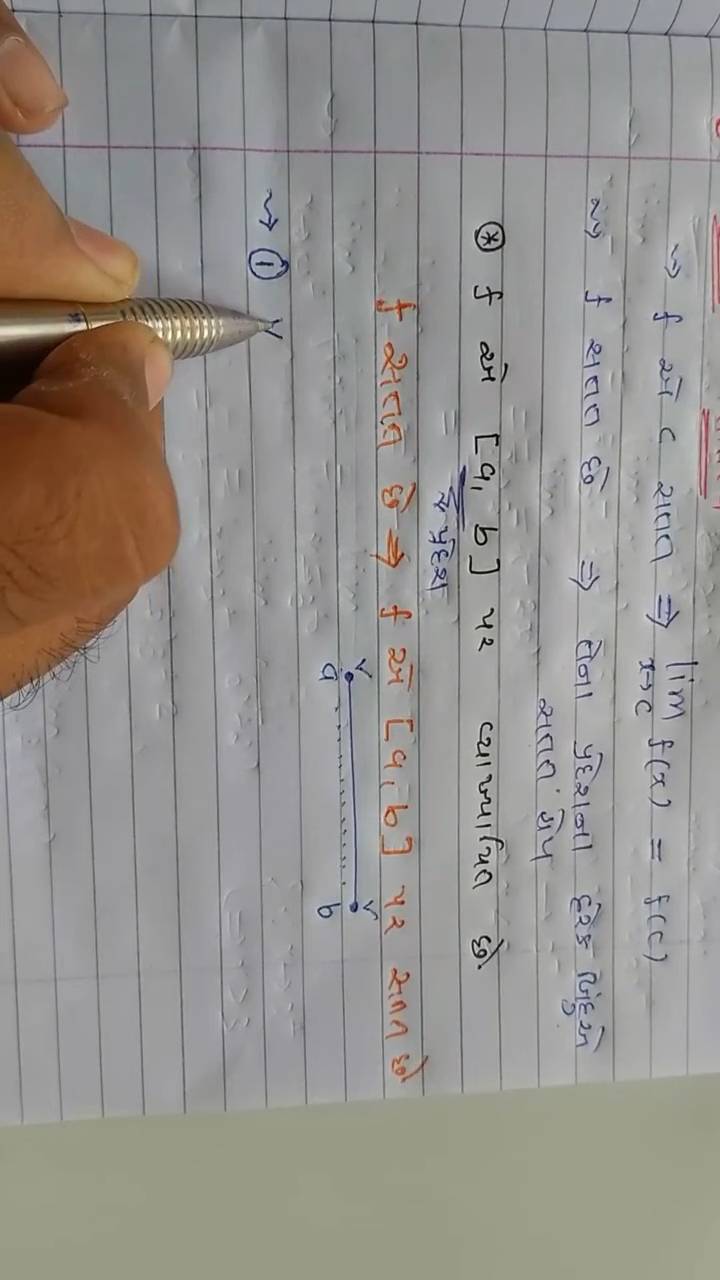 ~> f એ c સતત ⇒ lim x→c f(x) = f(c)
~> f સતત છે ⇒ તેના પ્રદેશના દરેક બિંદુએ
સતત હોય
⊛ f એ [a, b] પર વ્યાખ્યાયિત છે.
→ પ્રદેશ
f સતત છે ⇒ f એ [a, b] પર સતત છે.
a b
~> ①